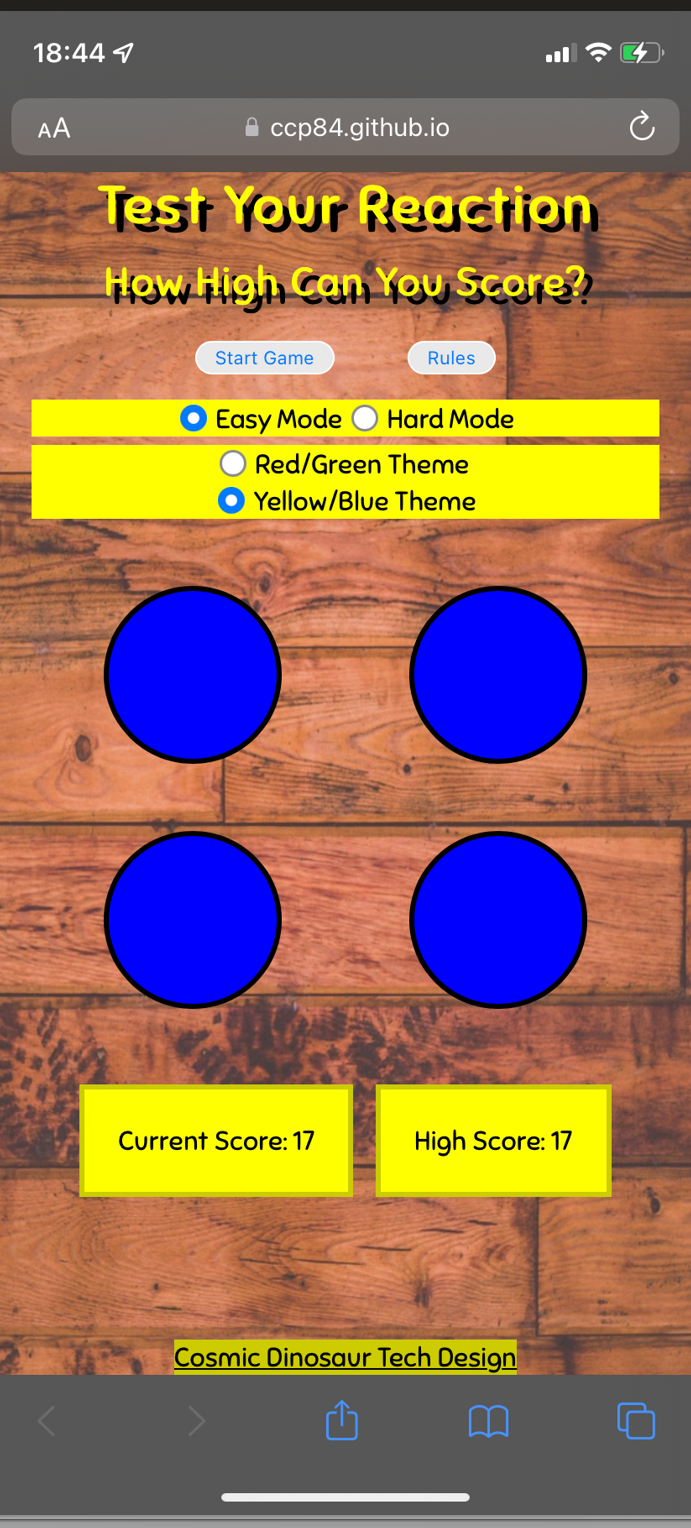 18:44
AA ccp84.github.io
Test Your Reaction
How High Can You Score?
Start Game Rules
Easy Mode Hard Mode
Red/Green Theme
Yellow/Blue Theme
Current Score: 17 High Score: 17
Cosmic Dinosaur Tech Design